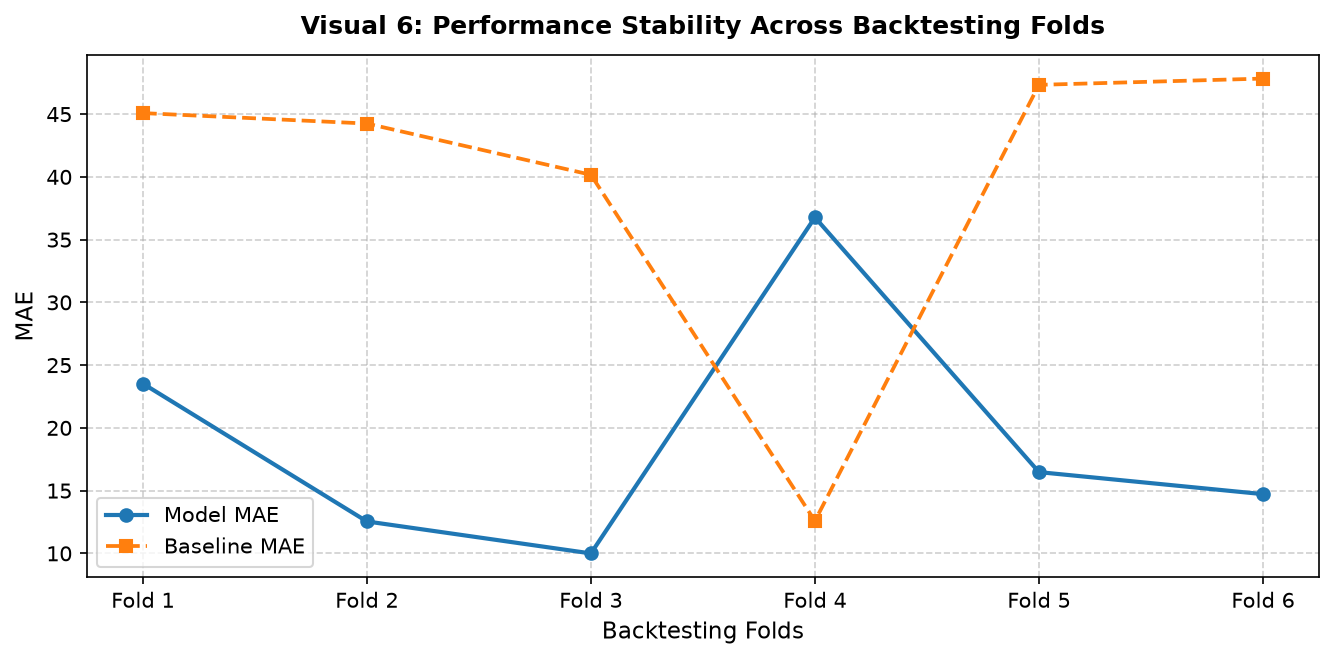 Visual 6: Performance Stability Across Backtesting Folds
MAE
45
40
35
30
25
20
15
10
Model MAE
Baseline MAE
Fold 1 Fold 2 Fold 3 Fold 4 Fold 5 Fold 6
Backtesting Folds